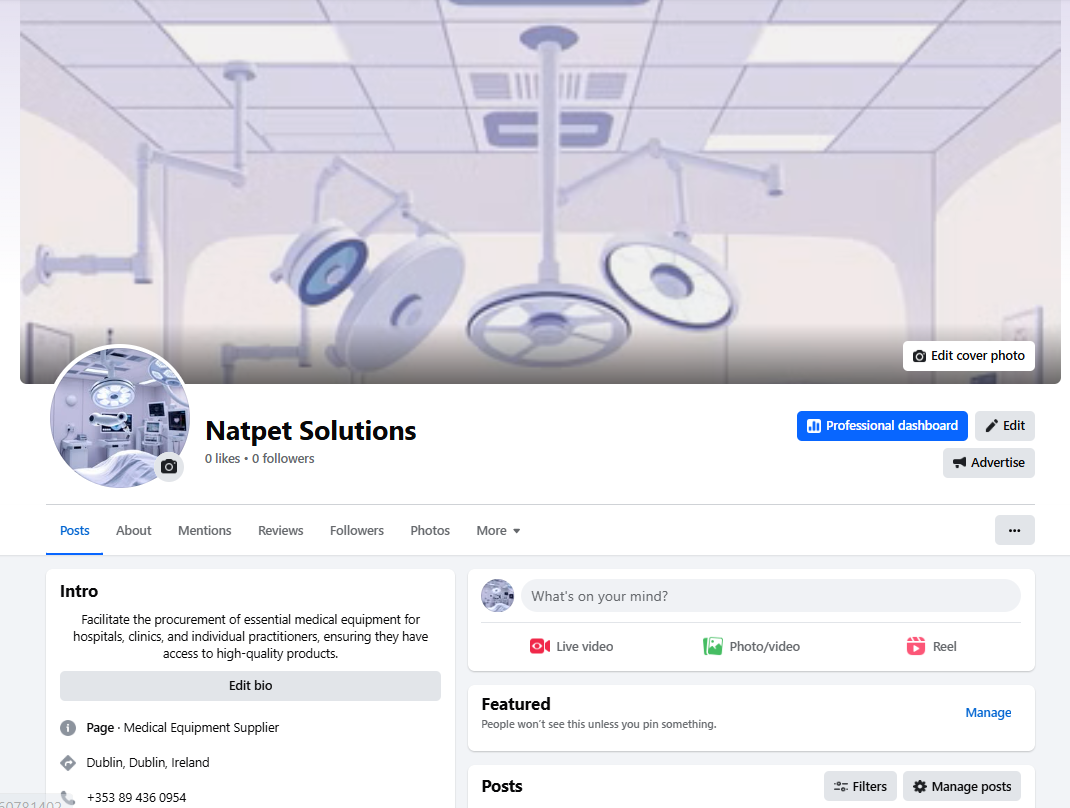 Edit cover photo
Natpet Solutions
0 likes • 0 followers
Professional dashboard
Edit
Advertise
Posts
About
Mentions
Reviews
Followers
Photos
More
Intro
Facilitate the procurement of essential medical equipment for
hospitals, clinics, and individual practitioners, ensuring they have
access to high-quality products.
Edit bio
Page · Medical Equipment Supplier
Dublin, Dublin, Ireland
+353 89 436 0954
What's on your mind?
Live video
Photo/video
Reel
Featured
People won't see this unless you pin something.
Manage
Posts
Filters
Manage posts